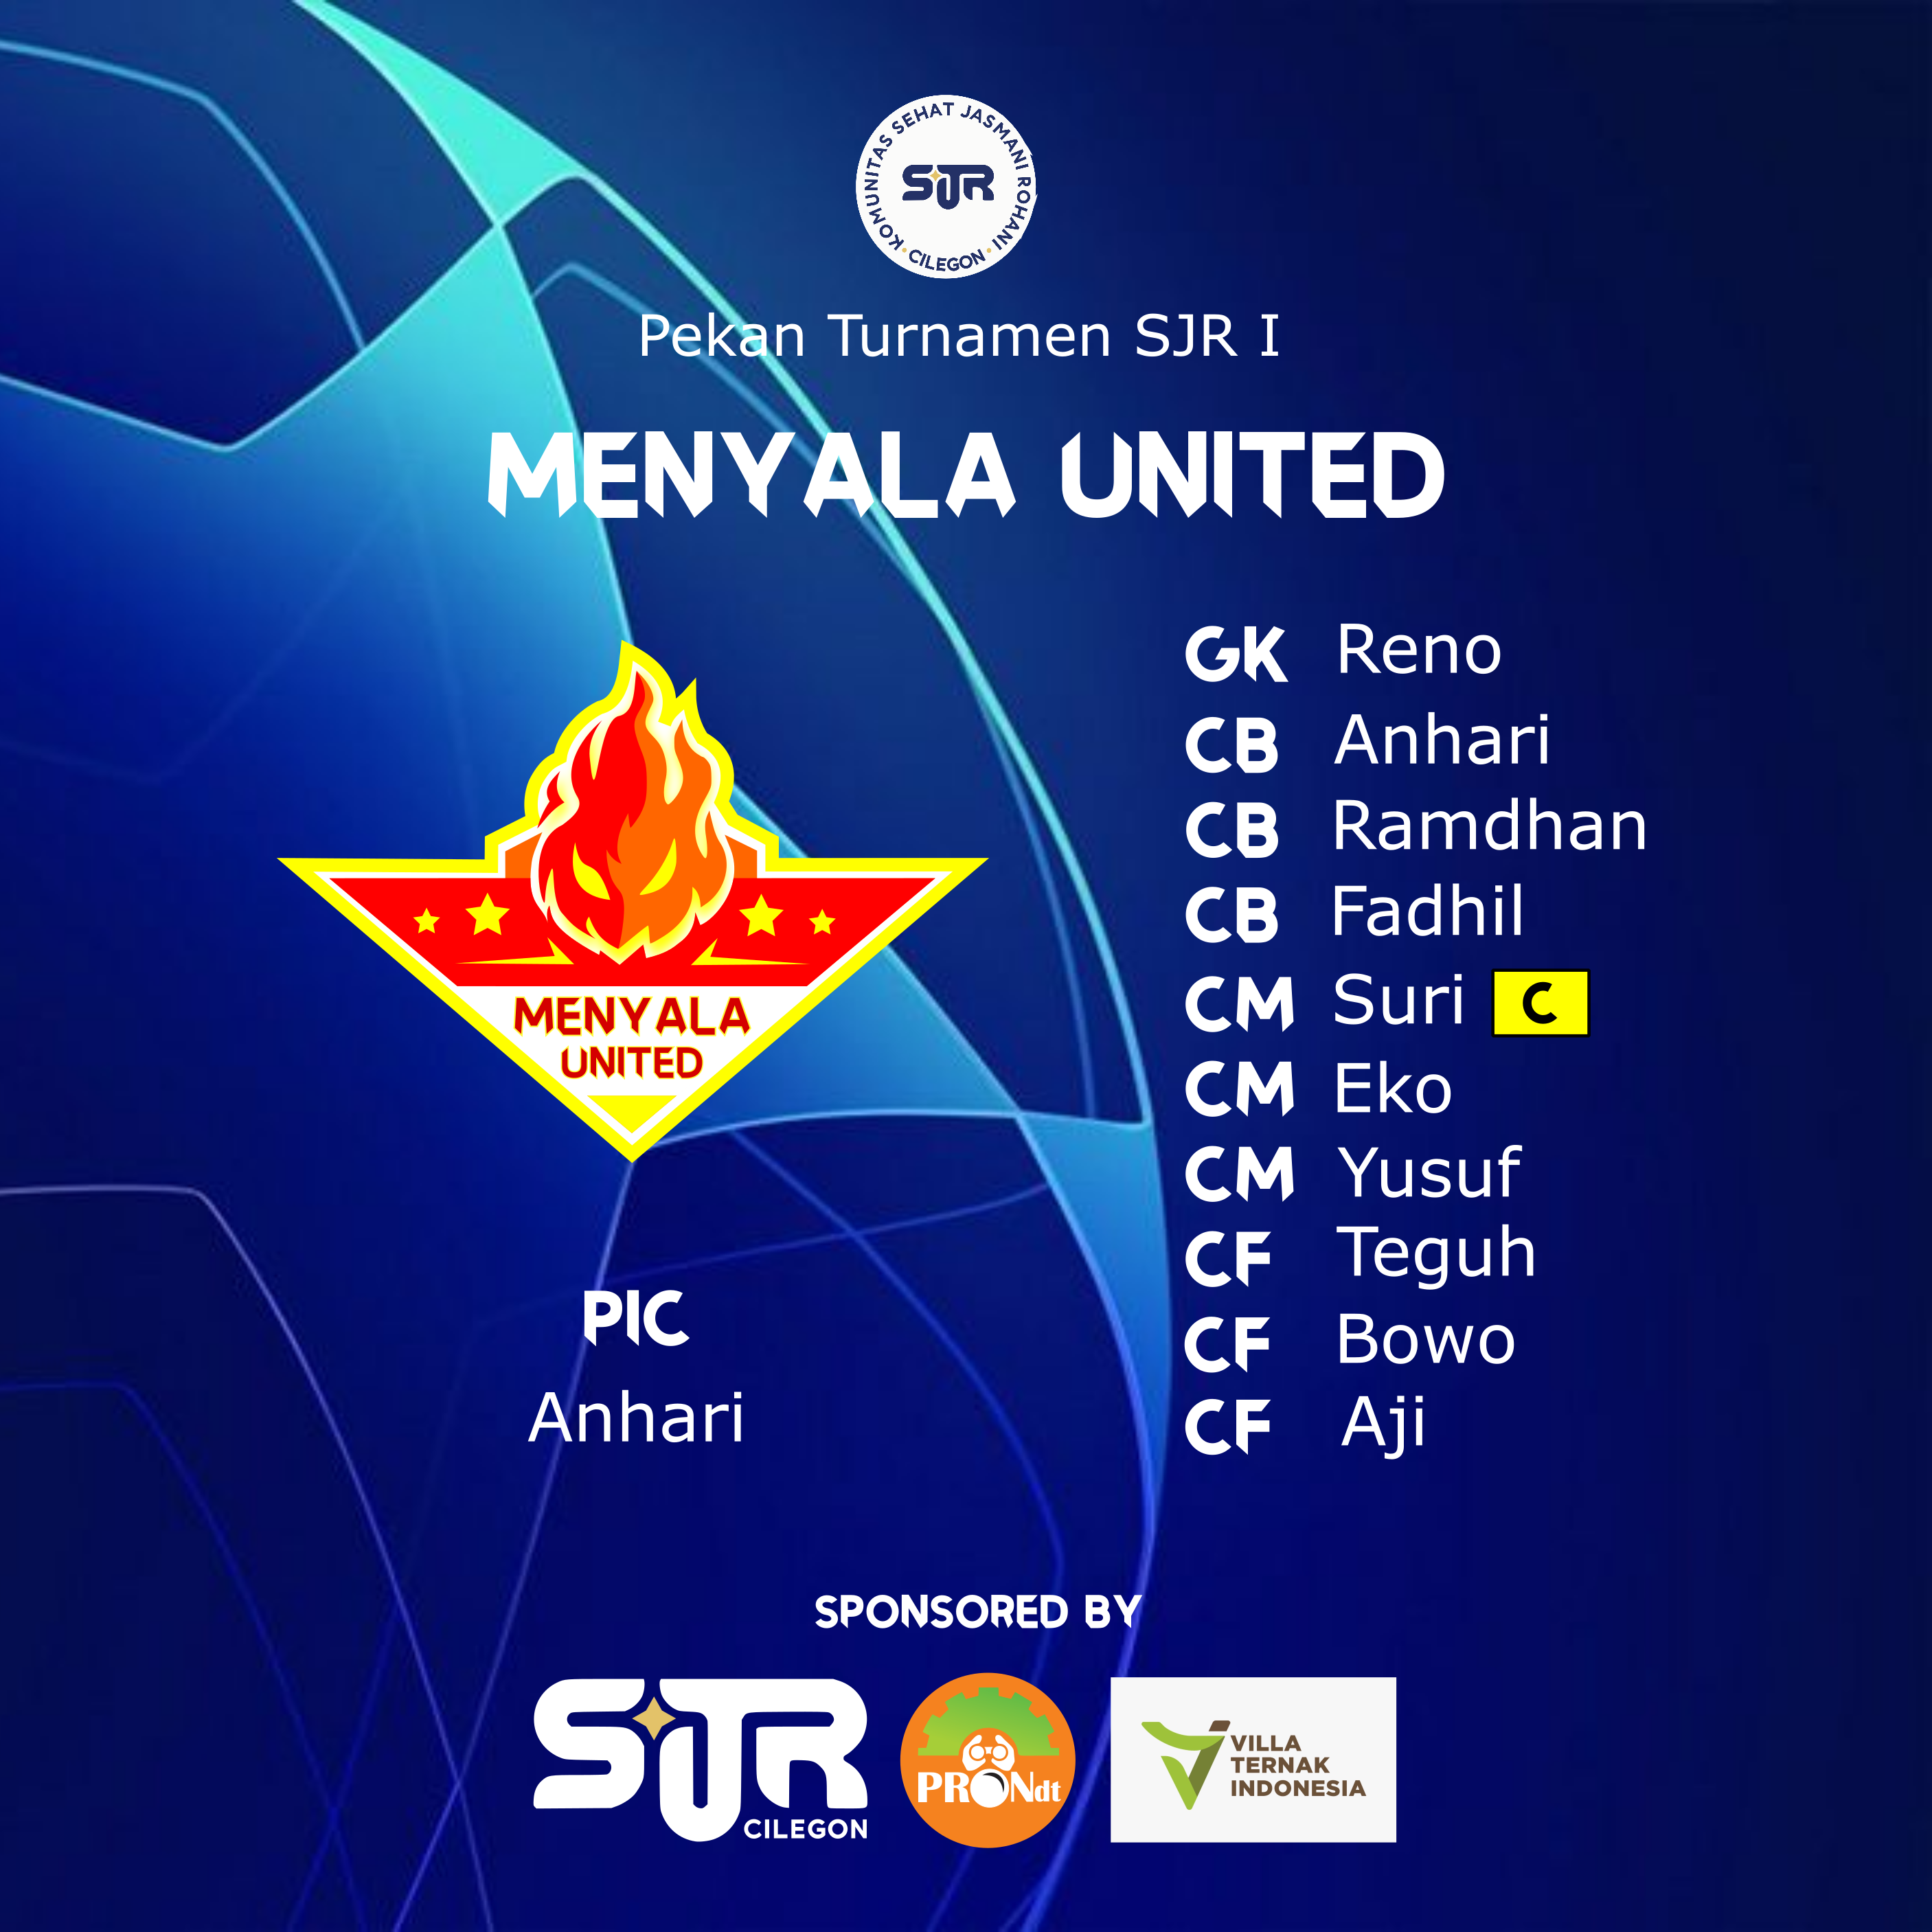 KOMUNITAS SEHAT JASMANI ROHANI
SJR
CILEGON
Pekan Turnamen SJR I
MENYALA UNITED
GK Reno
CB Anhari
CB Ramdhan
CB Fadhil
CM Suri C
CM Eko
CM Yusuf
CF Teguh
CF Bowo
CF Aji
MENYALA
UNITED
PIC
Anhari
SPONSORED BY
SJR
CILEGON
PRONdt
VILLA
TERNAK
INDONESIA